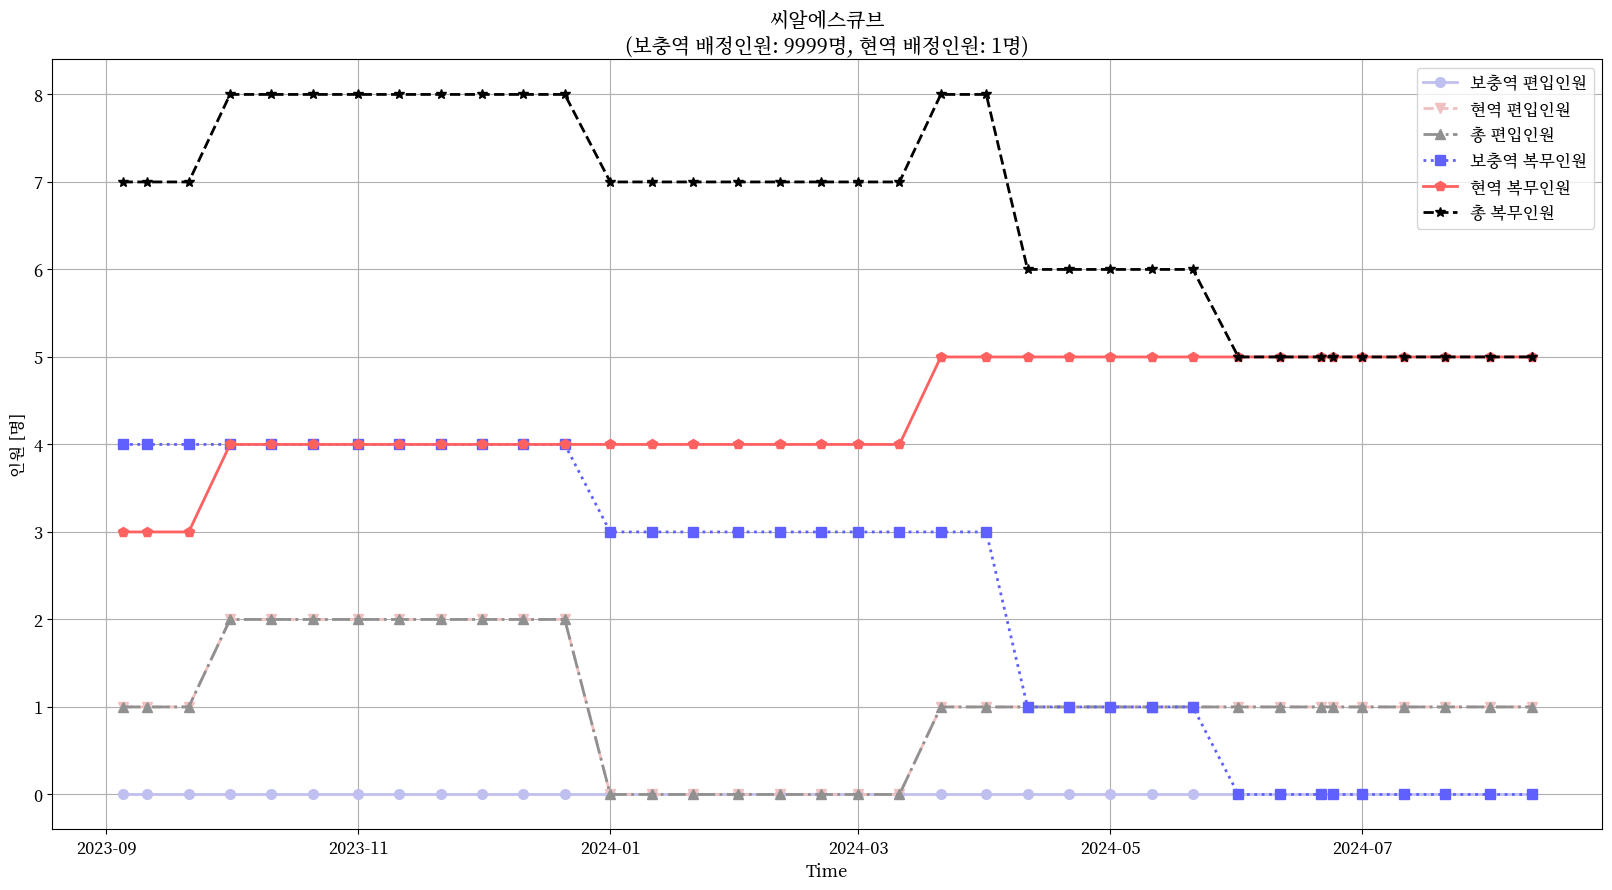 씨알에스큐브
(보충역 배정인원: 9999명, 현역 배정인원: 1명)
보충역 편입인원
현역 편입인원
총 편입인원
보충역 복무인원
현역 복무인원
총 복무인원
인원 [명]
8
7
6
5
4
3
2
1
0
2023-09
2023-11
2024-01
2024-03
2024-05
2024-07
Time